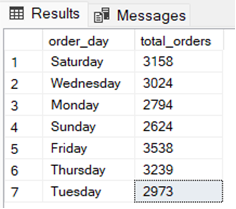 Results Messages
order_day total_orders
1 Saturday 3158
2 Wednesday 3024
3 Monday 2794
4 Sunday 2624
5 Friday 3538
6 Thursday 3239
7 Tuesday 2973